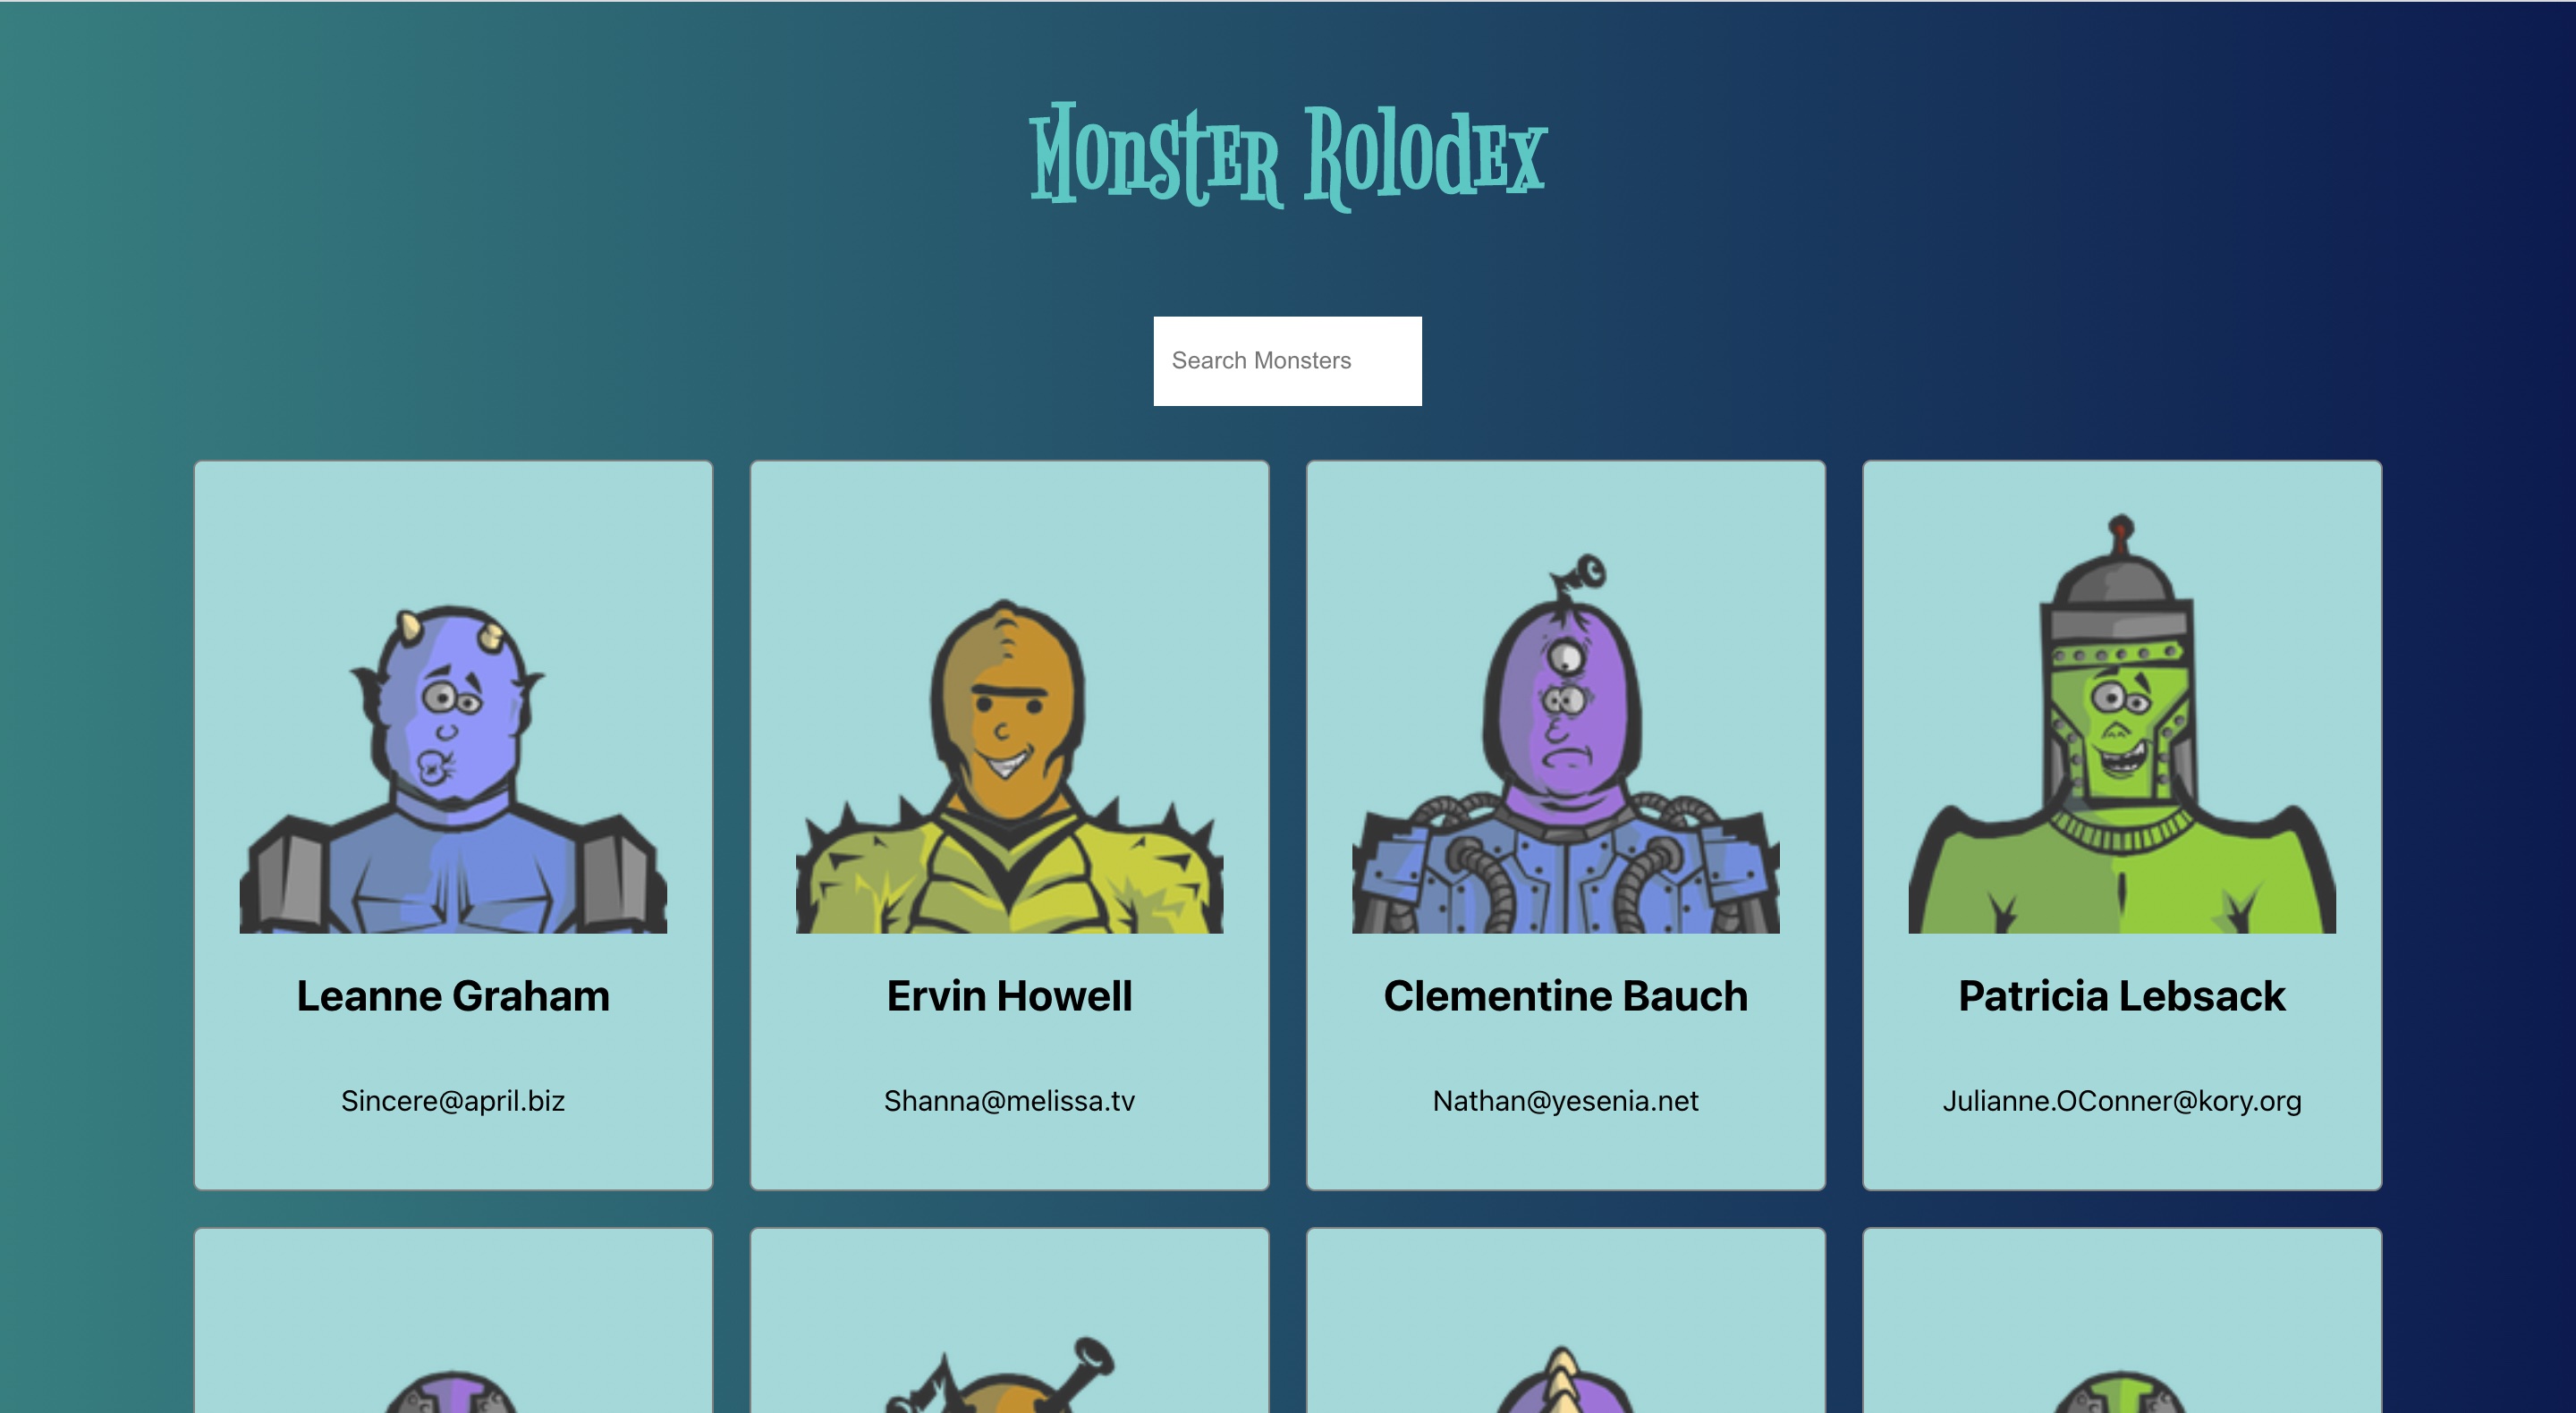 Monster Rolodex
Search Monsters
Leanne Graham
Sincere@april.biz
Ervin Howell
Shanna@melissa.tv
Clementine Bauch
Nathan@yesenia.net
Patricia Lebsack
Julianne.OConner@kory.org